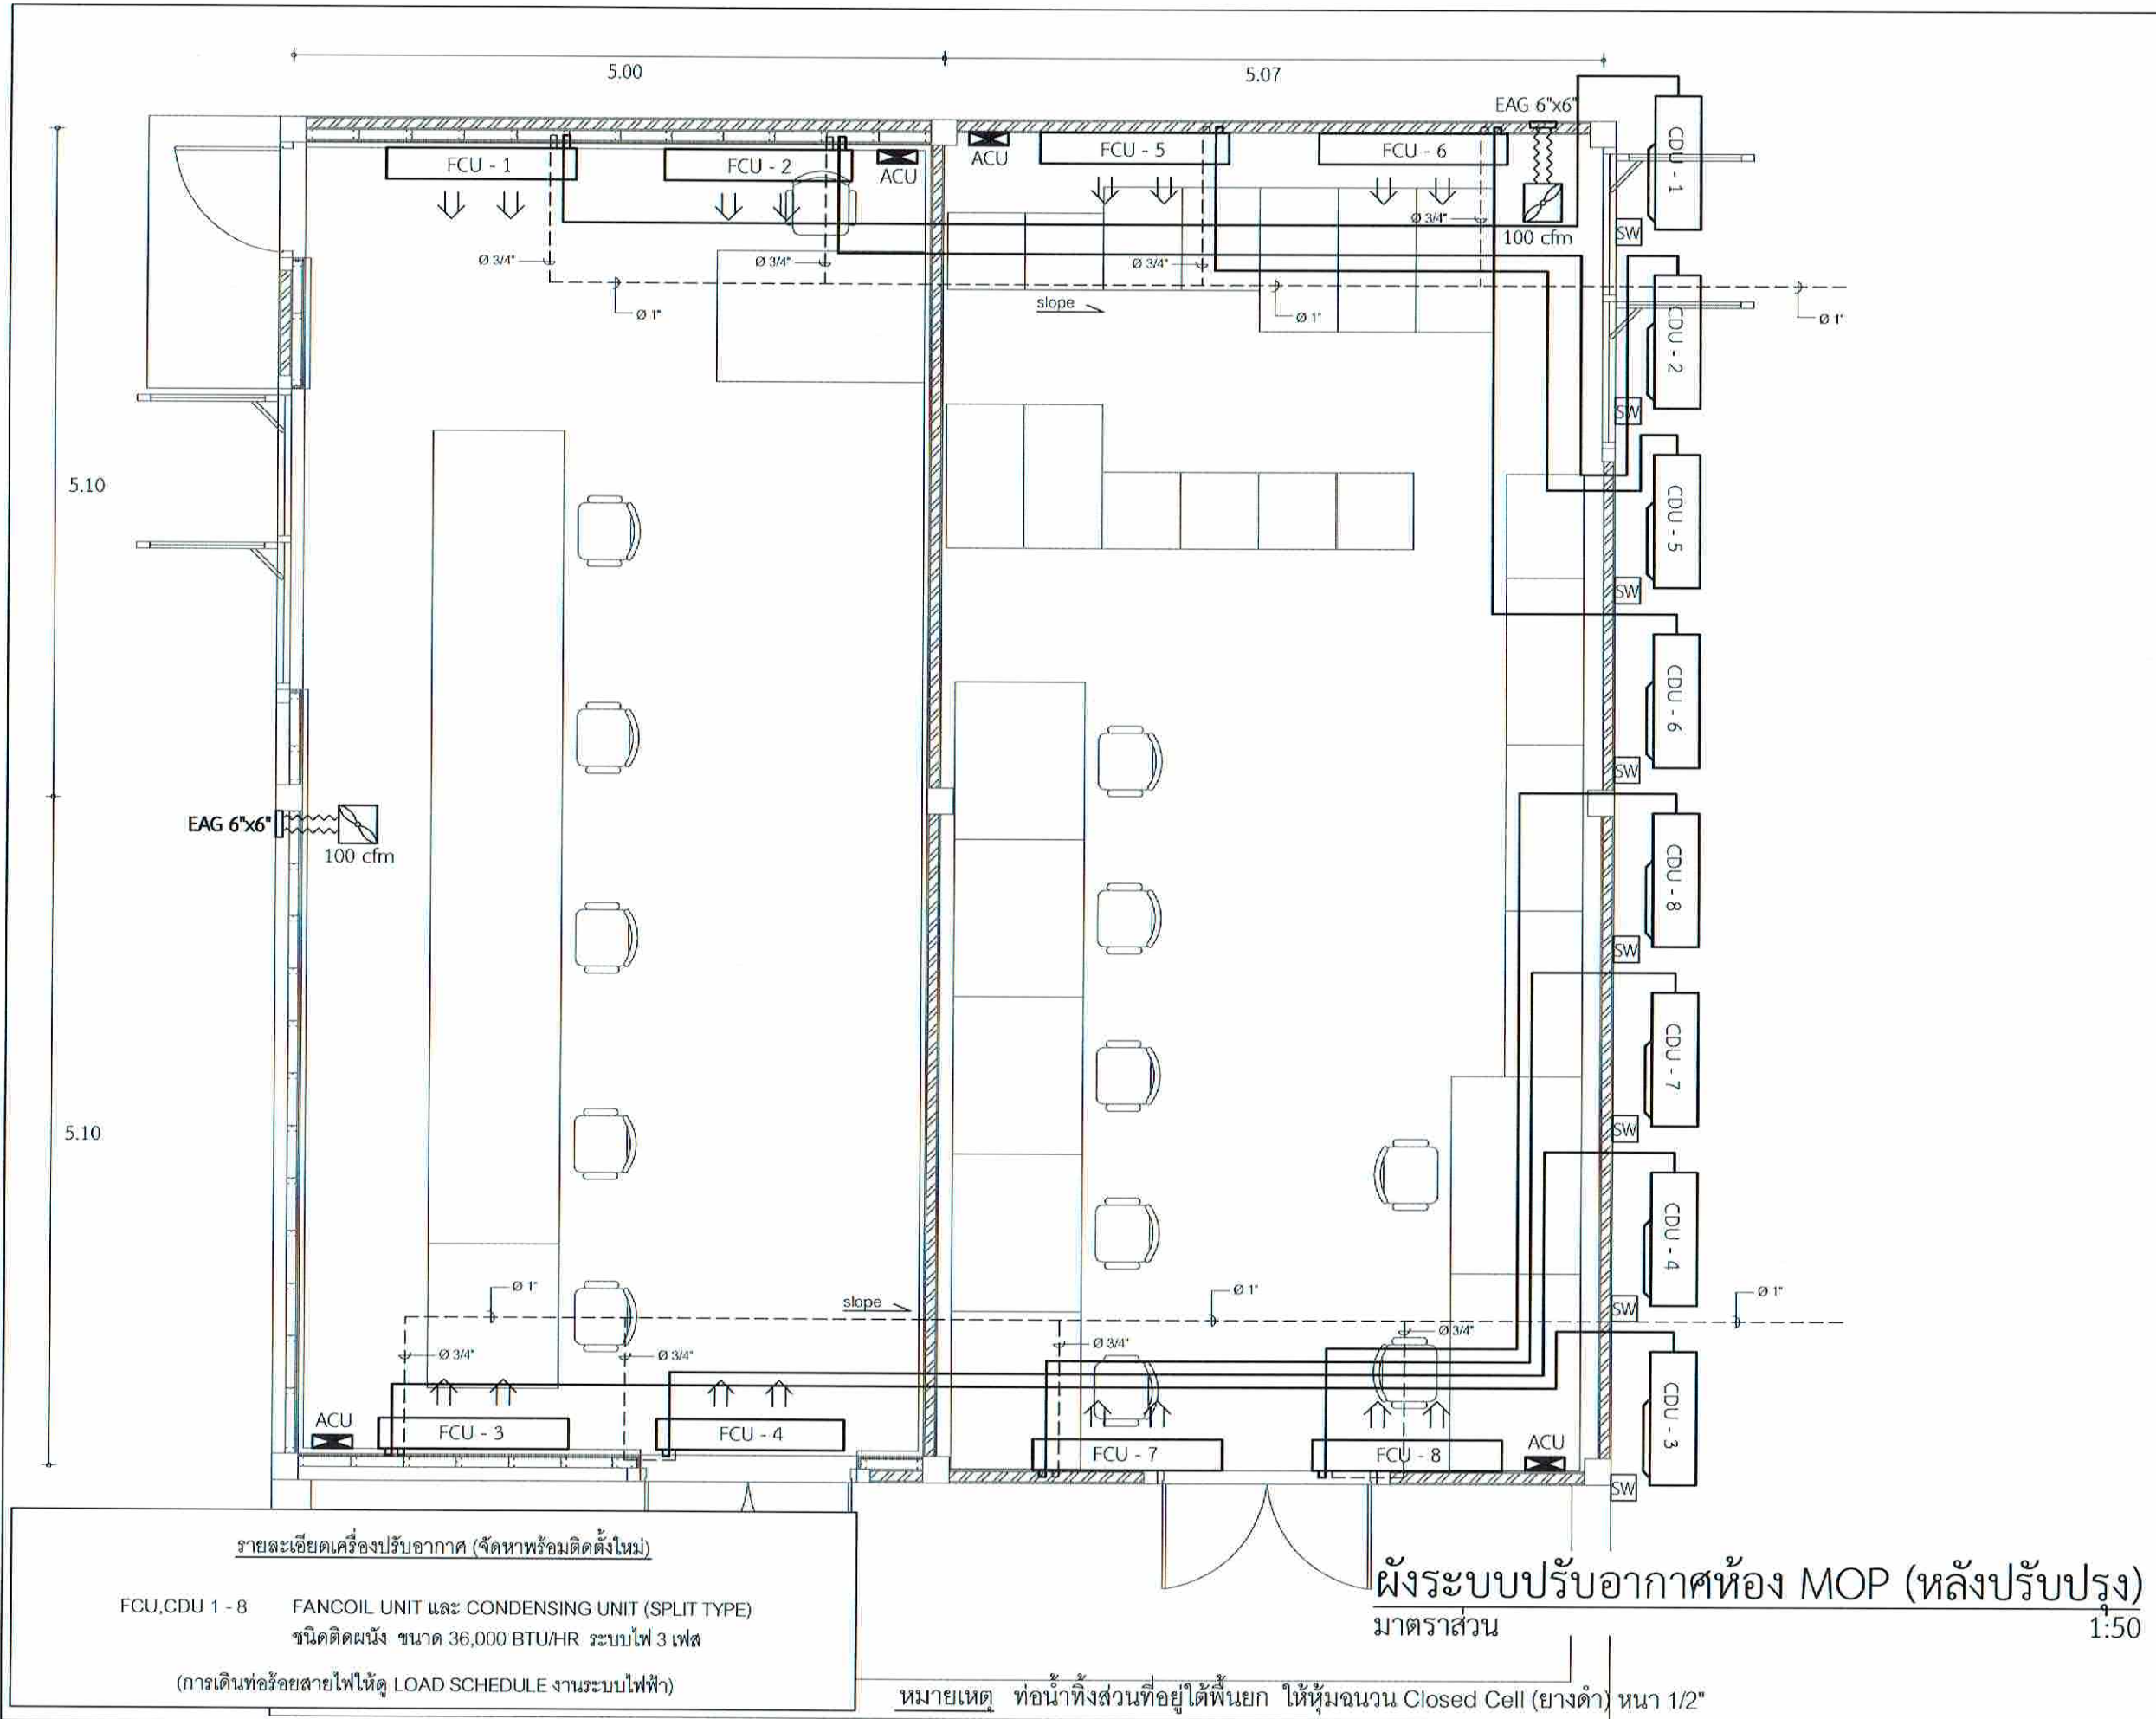 5.00
5.07
EAG 6"x6"
CDU - 1
FCU - 1
FCU - 2
ACU
ACU
FCU - 5
FCU - 6
Ø 3/4"
100 cfm
SW
Ø 3/4"
Ø 3/4"
Ø 3/4"
slope
Ø 1"
Ø 1"
Ø 1"
CDU - 2
SW
5.10
CDU - 5
SW
CDU - 6
SW
EAG 6"x6"
100 cfm
CDU - 8
SW
CDU - 7
SW
5.10
CDU - 4
SW
Ø 1"
slope
Ø 1"
Ø 1"
Ø 3/4"
Ø 3/4"
Ø 3/4"
Ø 3/4"
CDU - 3
ACU
FCU - 3
FCU - 4
FCU - 7
FCU - 8
ACU
SW
รายละเอียดเครื่องปรับอากาศ (จัดหาพร้อมติดตั้งใหม่)
FCU,CDU 1 - 8 FANCOIL UNIT และ CONDENSING UNIT (SPLIT TYPE)
ชนิดติดผนัง ขนาด 36,000 BTU/HR ระบบไฟ 3 เฟส
(การเดินท่อร้อยสายไฟให้ดู LOAD SCHEDULE งานระบบไฟฟ้า)
ผังระบบปรับอากาศห้อง MOP (หลังปรับปรุง)
มาตราส่วน 1:50
หมายเหตุ ท่อน้ำทิ้งส่วนที่อยู่ใต้พื้นยก ให้หุ้มฉนวน Closed Cell (ยางดำ) หนา 1/2"